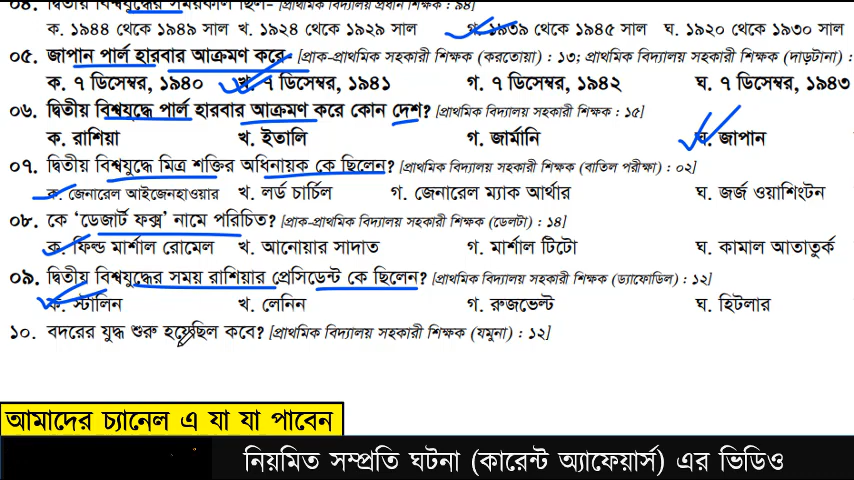 ০৪. দ্বিতীয় বিশ্বযুদ্ধের সময়কাল ছিল- [প্রাথমিক বিদ্যালয় প্রধান শিক্ষক : ৯৪]
ক. ১৯৪৪ থেকে ১৯৪৯ সাল খ. ১৯২৪ থেকে ১৯২৯ সাল গ. ১৯৩৯ থেকে ১৯৪৫ সাল ঘ. ১৯২০ থেকে ১৯৩০ সাল
০৫. জাপান পার্ল হারবার আক্রমণ করে- [প্রাক-প্রাথমিক সহকারী শিক্ষক (করতোয়া) : ১৩; প্রাথমিক বিদ্যালয় সহকারী শিক্ষক (দাড়টানা) :
ক. ৭ ডিসেম্বর, ১৯৪০ খ. ৭ ডিসেম্বর, ১৯৪১ গ. ৭ ডিসেম্বর, ১৯৪২ ঘ. ৭ ডিসেম্বর, ১৯৪৩
০৬. দ্বিতীয় বিশ্বযুদ্ধে পার্ল হারবার আক্রমণ করে কোন দেশ? [প্রাথমিক বিদ্যালয় সহকারী শিক্ষক : ১৫]
ক. রাশিয়া খ. ইতালি গ. জার্মানি ঘ. জাপান
০৭. দ্বিতীয় বিশ্বযুদ্ধে মিত্র শক্তির অধিনায়ক কে ছিলেন? [প্রাথমিক বিদ্যালয় সহকারী শিক্ষক (বাতিল পরীক্ষা) : ০২]
ক. জেনারেল আইজেনহাওয়ার খ. লর্ড চার্চিল গ. জেনারেল ম্যাক আর্থার ঘ. জর্জ ওয়াশিংটন
০৮. কে ‘ডেজার্ট ফক্স’ নামে পরিচিত? [প্রাক-প্রাথমিক বিদ্যালয় সহকারী শিক্ষক (ডেলটা) : ১৪]
ক. ফিল্ড মার্শাল রোমেল খ. আনোয়ার সাদাত গ. মার্শাল টিটো ঘ. কামাল আতাতুর্ক
০৯. দ্বিতীয় বিশ্বযুদ্ধের সময় রাশিয়ার প্রেসিডেন্ট কে ছিলেন? [প্রাথমিক বিদ্যালয় সহকারী শিক্ষক (ড্যাফোডিল) : ১২]
ক. স্টালিন খ. লেনিন গ. রুজভেল্ট ঘ. হিটলার
১০. বদরের যুদ্ধ শুরু হয়েছিল কবে? [প্রাথমিক বিদ্যালয় সহকারী শিক্ষক (যমুনা) : ১২]
আমাদের চ্যানেল এ যা যা পাবেন
নিয়মিত সম্প্রতি ঘটনা (কারেন্ট অ্যাফেয়ার্স) এর ভিডিও